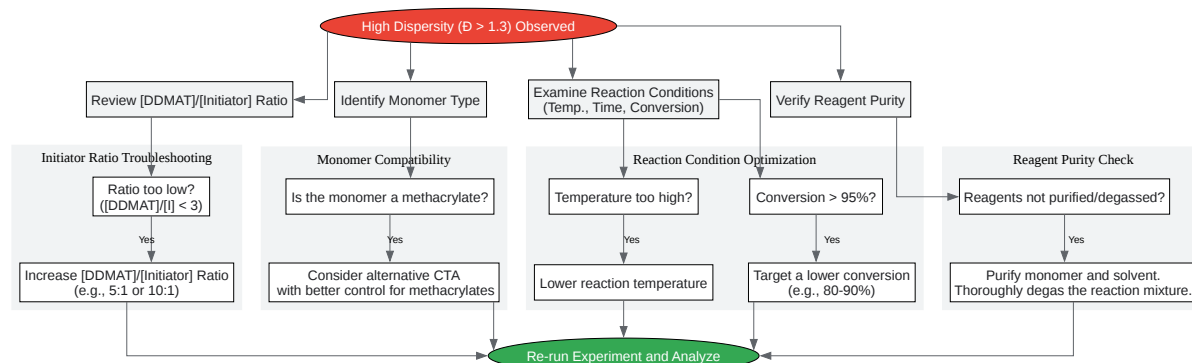 High Dispersity (Đ > 1.3) Observed
Review [DDMAT]/[Initiator] Ratio
Identify Monomer Type
Examine Reaction Conditions
(Temp., Time, Conversion)
Verify Reagent Purity
Initiator Ratio Troubleshooting
Monomer Compatibility
Reaction Condition Optimization
Reagent Purity Check
Ratio too low?
([DDMAT]/[I] < 3)
Is the monomer a methacrylate?
Temperature too high?
Conversion > 95%?
Reagents not purified/degassed?
Yes
Yes
Yes
Yes
Yes
Increase [DDMAT]/[Initiator] Ratio
(e.g., 5:1 or 10:1)
Consider alternative CTA
with better control for methacrylates
Lower reaction temperature
Target a lower conversion
(e.g., 80-90%)
Purify monomer and solvent.
Thoroughly degas the reaction mixture.
Re-run Experiment and Analyze